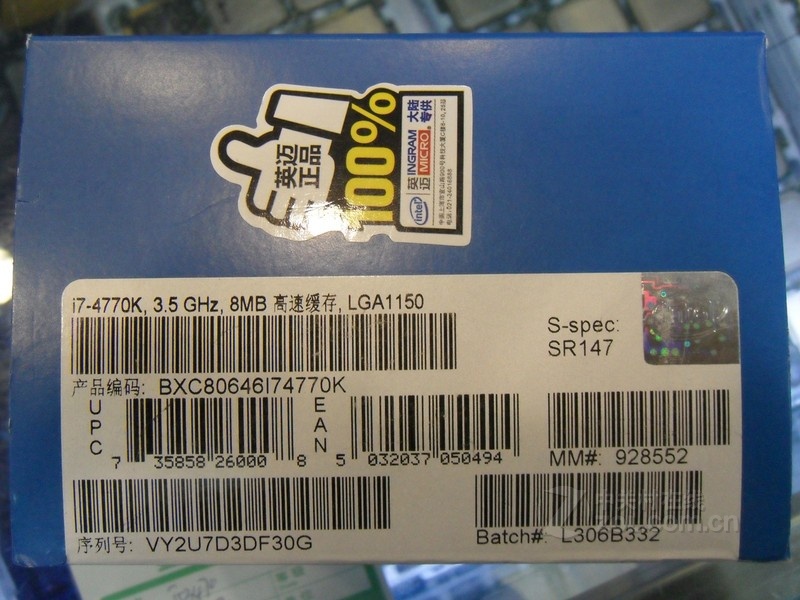 100%
英迈
正品
英迈
INGRAM
MICRO
大陆
专供
intel
i7-4770K, 3.5 GHz, 8MB 高速缓存, LGA1150
S-spec:
SR147
产品编码: BXC80646I74770K
UPC
7 35858 26000 8
EAN
5 032037 050494
MM#: 928552
序列号: VY2U7D3DF30G
Batch#: L306B332